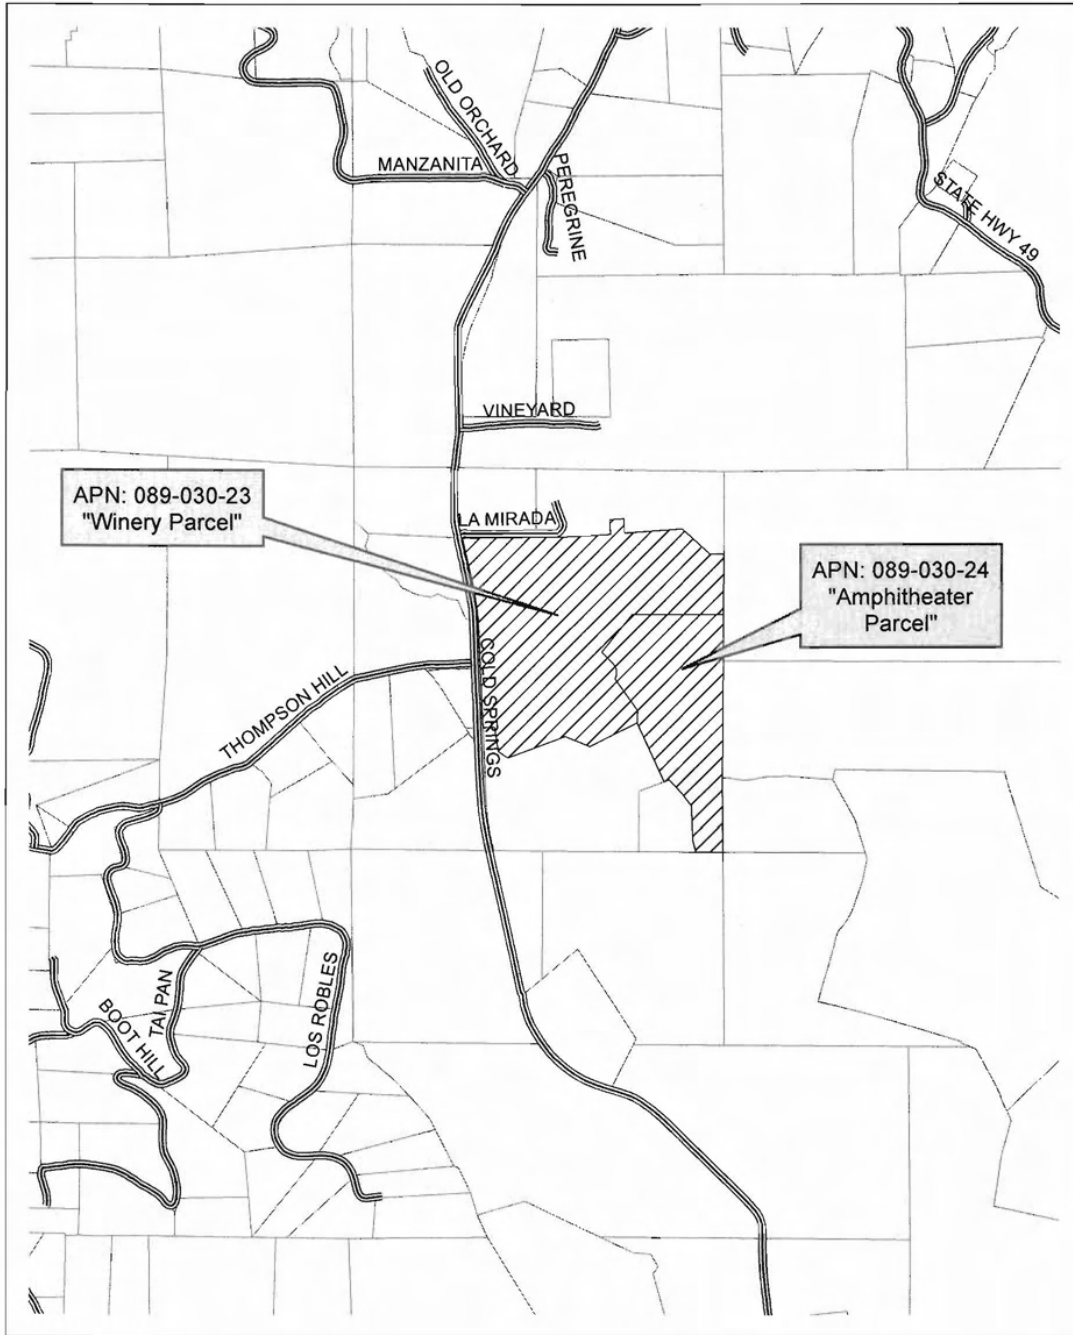 OLD ORCHARD
MANZANITA
PEREGRINE
STATE HWY 49
VINEYARD
APN: 089-030-23
"Winery Parcel"
LA MIRADA
APN: 089-030-24
"Amphitheater
Parcel"
COLD SPRINGS
THOMPSON HILL
TAI PAN
BOOT HILL
LOS ROBLES